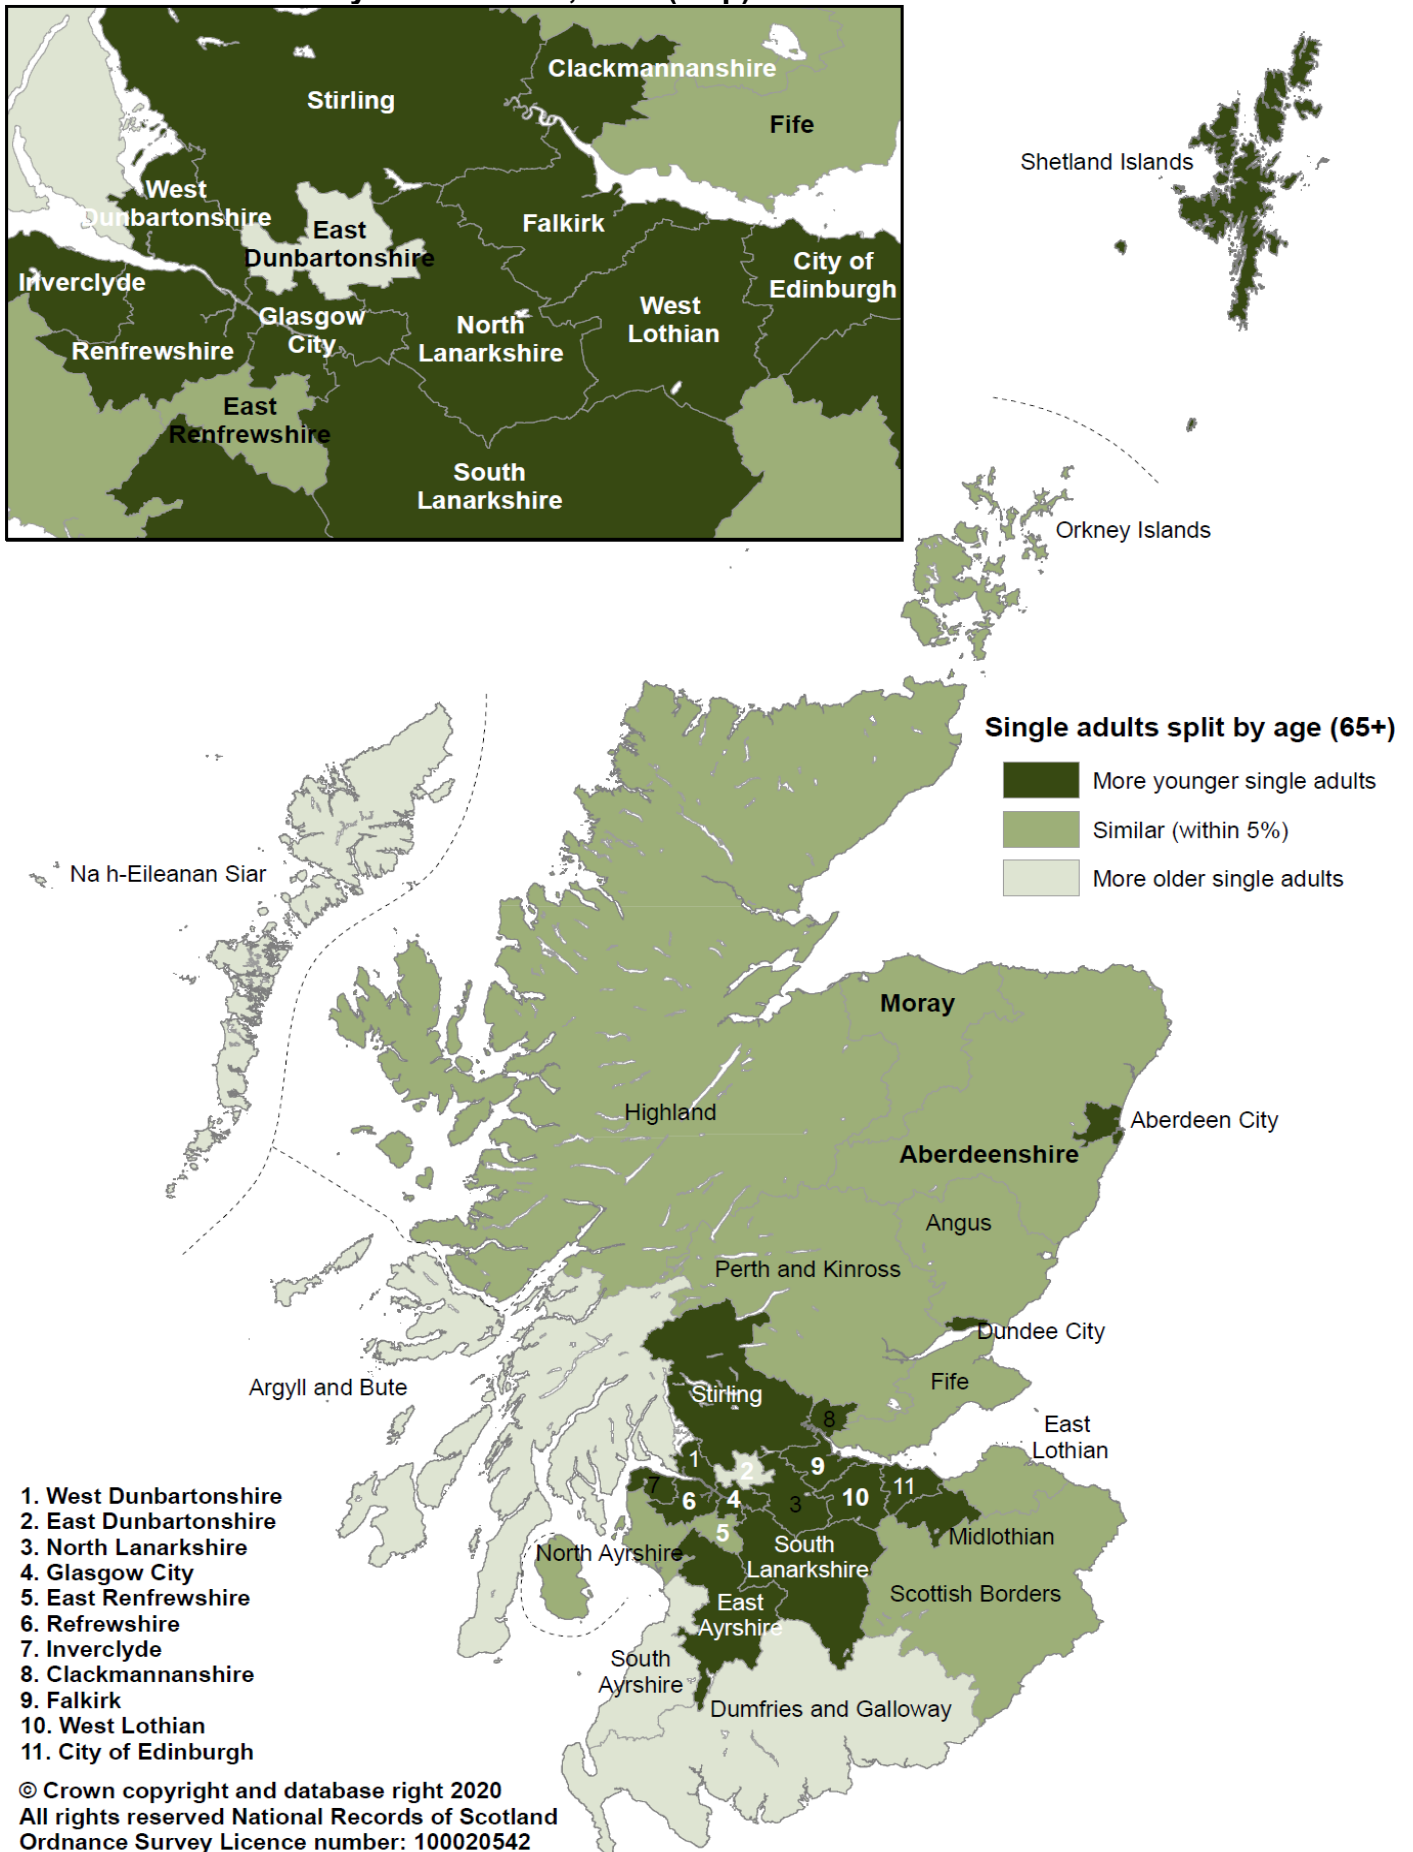 Clackmannanshire
Stirling
Fife
West
Dunbartonshire
East
Dunbartonshire
Falkirk
City of
Edinburgh
Inverclyde
Glasgow
City
West
Lothian
North
Lanarkshire
Renfrewshire
East
Renfrewshire
South
Lanarkshire
Shetland Islands
Orkney Islands
Single adults split by age (65+)
More younger single adults
Similar (within 5%)
More older single adults
Na h-Eileanan Siar
Moray
Highland
Aberdeen City
Aberdeenshire
Angus
Perth and Kinross
Dundee City
Argyll and Bute
Stirling
Fife
8
East
Lothian
1
2
9
7
6
4
3
10
11
5
North Ayrshire
South
Lanarkshire
Midlothian
Scottish Borders
East
Ayrshire
South
Ayrshire
Dumfries and Galloway
1. West Dunbartonshire
2. East Dunbartonshire
3. North Lanarkshire
4. Glasgow City
5. East Renfrewshire
6. Refrewshire
7. Inverclyde
8. Clackmannanshire
9. Falkirk
10. West Lothian
11. City of Edinburgh
© Crown copyright and database right 2020
All rights reserved National Records of Scotland
Ordnance Survey Licence number: 100020542